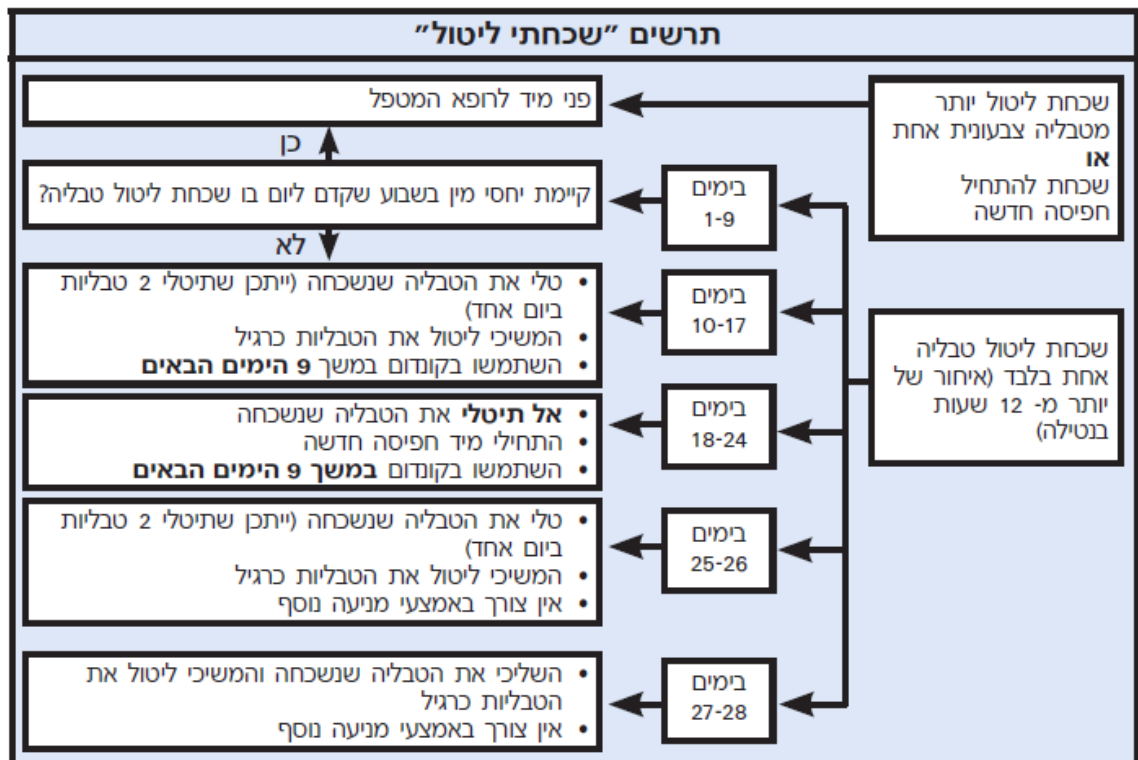 תרשים "שכחתי ליטול"
שכחת ליטול יותר
מטבליה צבעונית אחת
או
שכחת להתחיל
חפיסה חדשה
פני מיד לרופא המטפל
כן
שכחת ליטול טבליה
אחת בלבד (איחור של
יותר מ- 12 שעות
בנטילה)
בימים
1-9
קיימת יחסי מין בשבוע שקדם ליום בו שכחת ליטול טבליה?
לא
בימים
10-17
• טלי את הטבליה שנשכחה (ייתכן שתיטלי 2 טבליות
ביום אחד)
• המשיכי ליטול את הטבליות כרגיל
• השתמשו בקונדום במשך 9 הימים הבאים
בימים
18-24
• אל תיטלי את הטבליה שנשכחה
• התחילי מיד חפיסה חדשה
• השתמשו בקונדום במשך 9 הימים הבאים
בימים
25-26
• טלי את הטבליה שנשכחה (ייתכן שתיטלי 2 טבליות
ביום אחד)
• המשיכי ליטול את הטבליות כרגיל
• אין צורך באמצעי מניעה נוסף
בימים
27-28
• השליכי את הטבליה שנשכחה והמשיכי ליטול את
הטבליות כרגיל
• אין צורך באמצעי מניעה נוסף